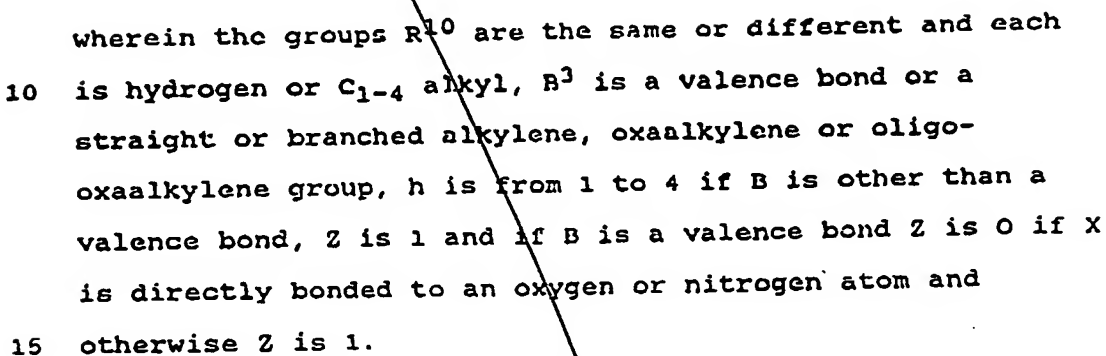 wherein the groups R¹⁰ are the same or different and each
10 is hydrogen or C₁₋₄ alkyl, B³ is a valence bond or a
straight or branched alkylene, oxaalkylene or oligo-
oxaalkylene group, h is from 1 to 4 if B is other than a
valence bond, Z is 1 and if B is a valence bond Z is O if X
is directly bonded to an oxygen or nitrogen atom and
15 otherwise Z is 1.